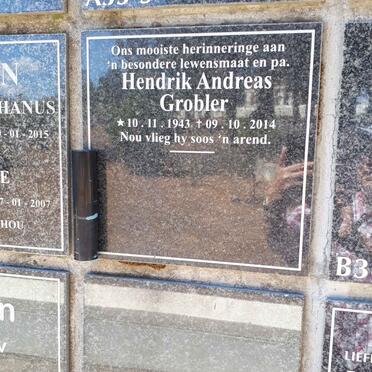 Ons mooiste herinneringe aan
'n besondere lewensmaat en pa.
Hendrik Andreas
Grobler
★ 10 . 11 . 1943 ✝ 09 . 10 . 2014
Nou vlieg hy soos 'n arend.
N
HANUS
- 01 - 2015
E
- 01 - 2007
HOU
B3
n
v
LIEF